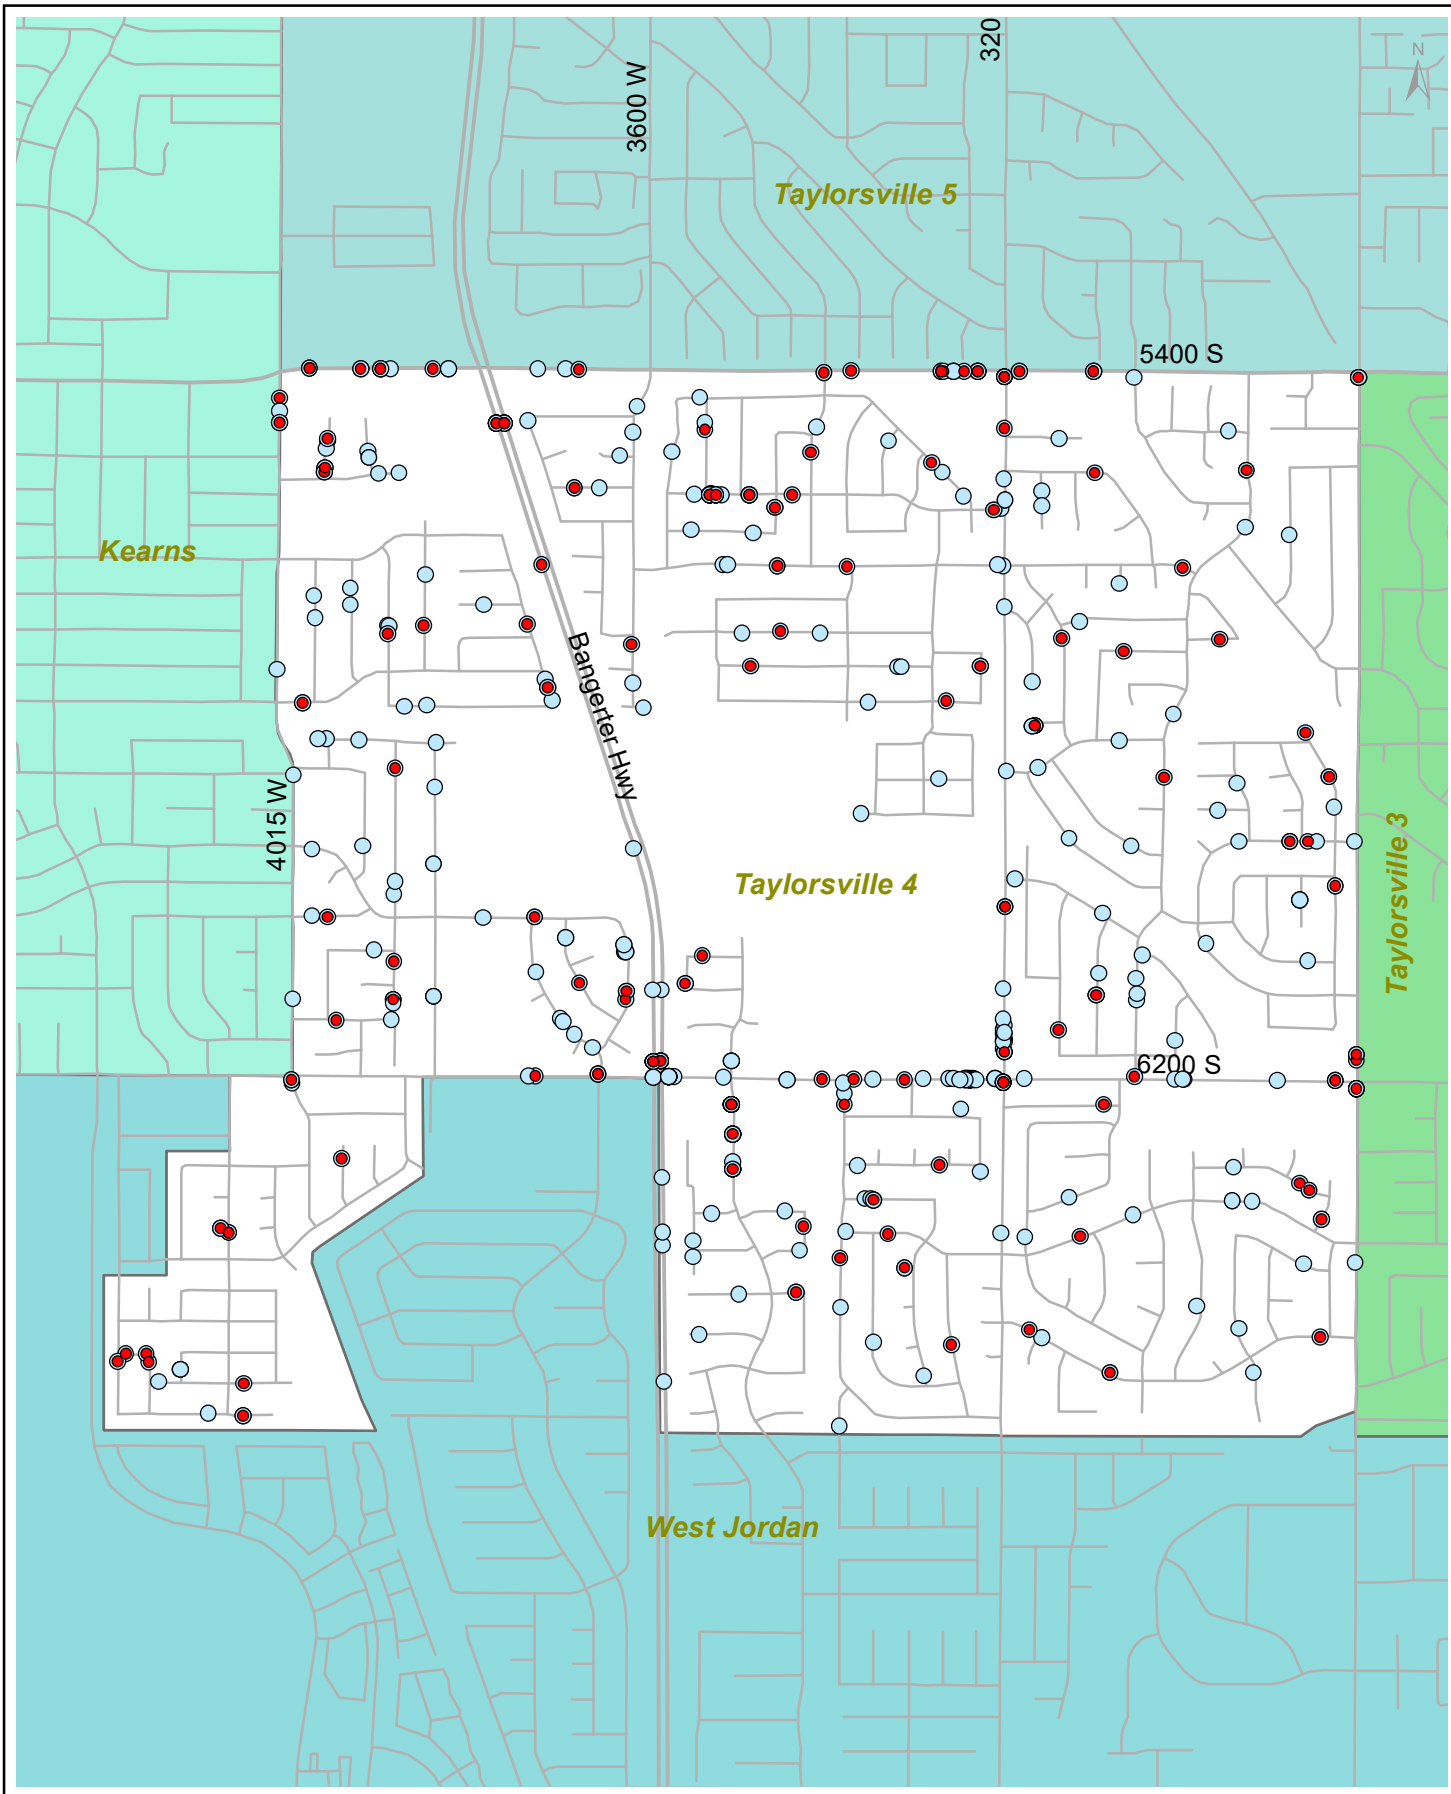 N
320
3600 W
Taylorsville 5
5400 S
Kearns
Bangerter Hwy
4015 W
Taylorsville 4
Taylorsville 3
6200 S
West Jordan